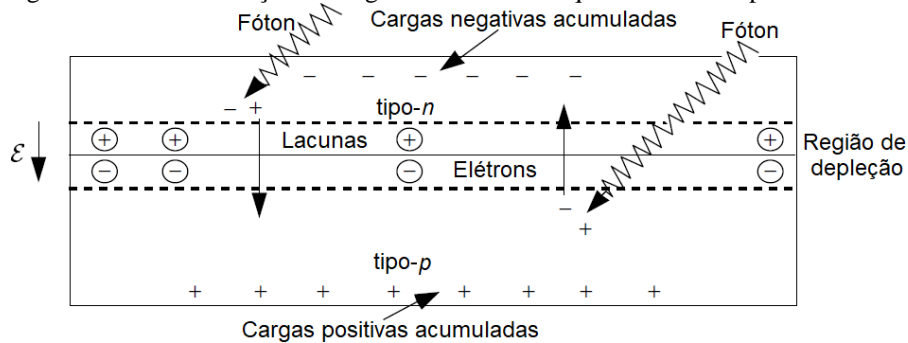 Cargas negativas acumuladas
Fóton
Fóton
− − − − − −
− +
tipo-n
ℰ
+ + + +
Lacunas
Região de
depleção
− − − −
Elétrons
−
+
tipo-p
+ + + + + + + +
Cargas positivas acumuladas